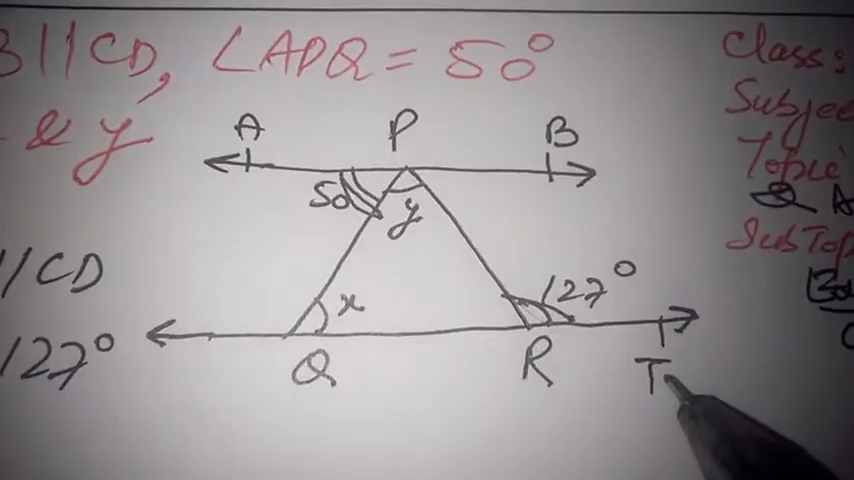 B||CD, ∠APQ = 50°
& y
A P B
50 y
//CD
x
127°
127°
Q R T
Class:
Subje
Topic
Q A
SubTop